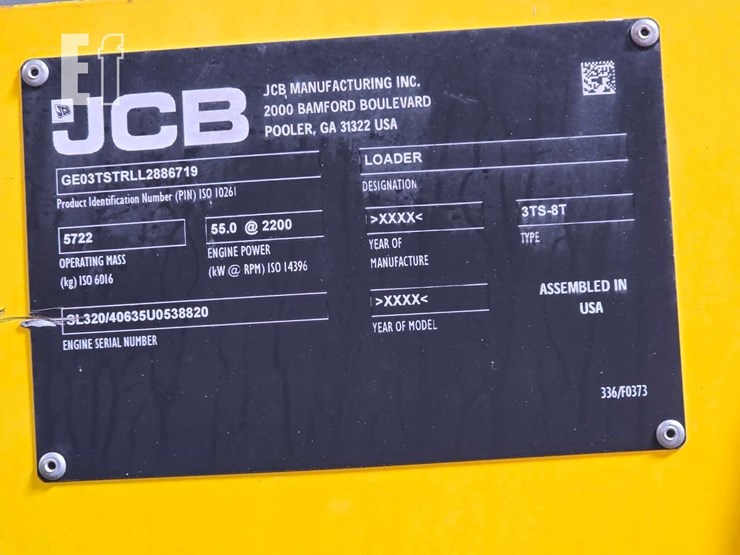 Ef
JCB
JCB MANUFACTURING INC.
2000 BAMFORD BOULEVARD
POOLER, GA 31322 USA
GE03TSTRLL2886719
Product Identification Number (PIN) ISO 10261
LOADER
DESIGNATION
5722
OPERATING MASS
(kg) ISO 6016
55.0 @ 2200
ENGINE POWER
(kW @ RPM) ISO 14396
>XXXX<
YEAR OF
MANUFACTURE
3TS-8T
TYPE
SL320/40635U0538820
ENGINE SERIAL NUMBER
>XXXX<
YEAR OF MODEL
ASSEMBLED IN
USA
336/F0373